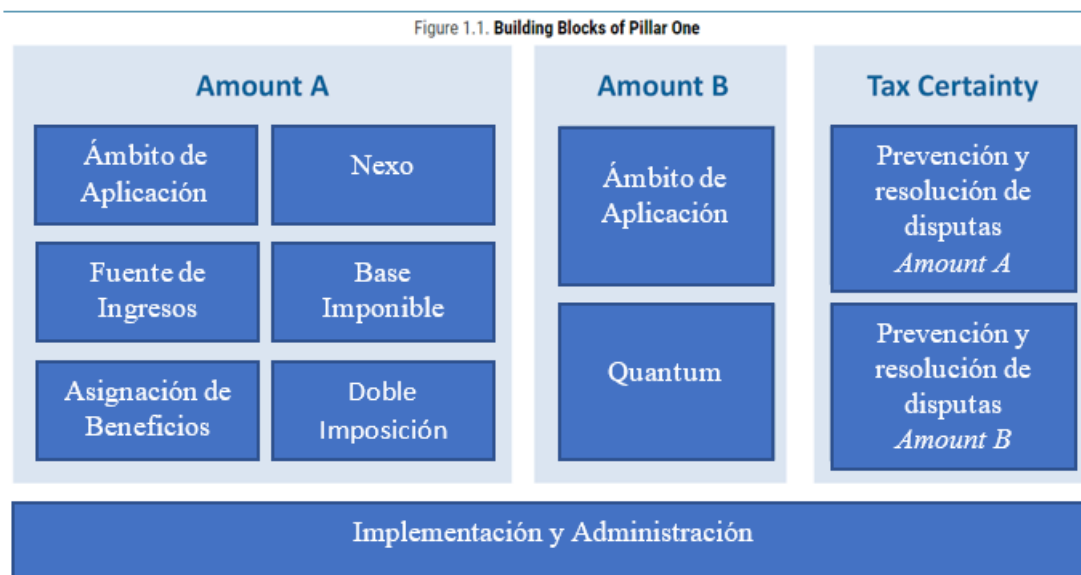 Figure 1.1. Building Blocks of Pillar One
Amount A
Ámbito de
Aplicación
Nexo
Fuente de
Ingresos
Base
Imponible
Asignación de
Beneficios
Doble
Imposición
Amount B
Ámbito de
Aplicación
Quantum
Tax Certainty
Prevención y
resolución de
disputas
Amount A
Prevención y
resolución de
disputas
Amount B
Implementación y Administración